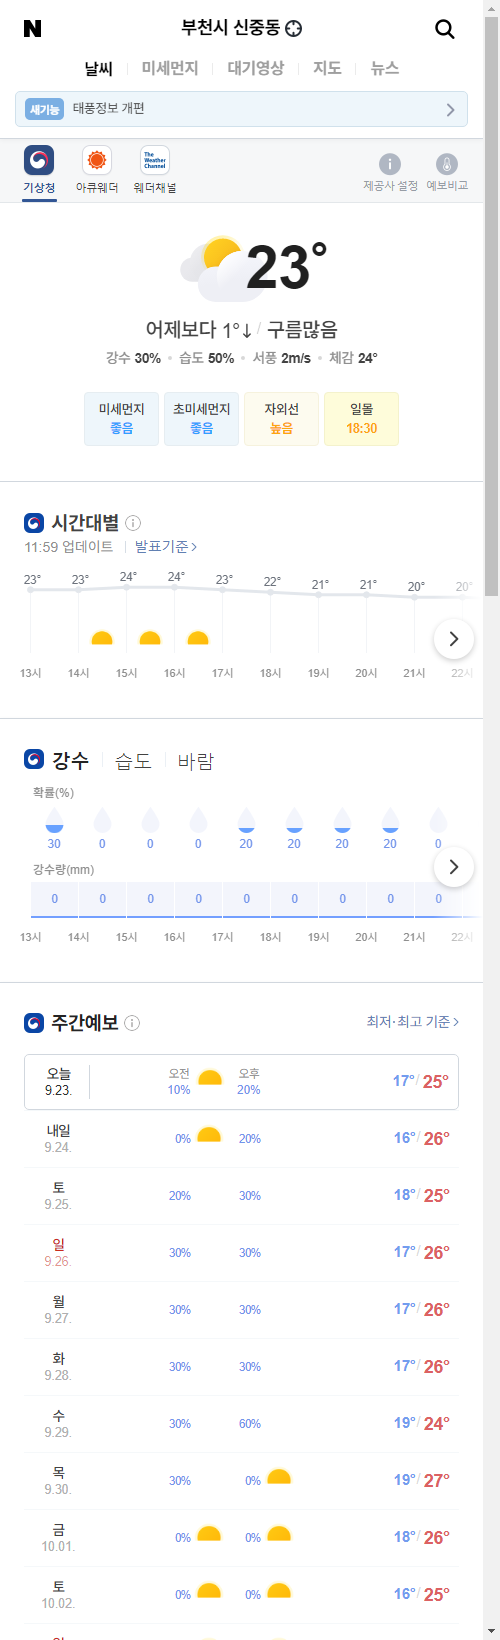 N
부천시 신중동
날씨 미세먼지 대기영상 지도 뉴스
새기능 태풍정보 개편
The Weather Channel
기상청 아큐웨더 웨더채널 제공사 설정 예보비교
23°
어제보다 1°↓ / 구름많음
강수 30% • 습도 50% • 서풍 2m/s • 체감 24°
미세먼지 초미세먼지 자외선 일몰
좋음 좋음 높음 18:30
시간대별
11:59 업데이트 발표기준
23° 23° 24° 24° 23° 22° 21° 21° 20° 20°
13시 14시 15시 16시 17시 18시 19시 20시 21시 22시
강수 습도 바람
확률(%)
30 0 0 0 20 20 20 20 0
강수량(mm)
0 0 0 0 0 0 0 0 0
13시 14시 15시 16시 17시 18시 19시 20시 21시 22시
주간예보 최저·최고 기준
오늘 오전 오후
9.23. 10% 20% 17°/ 25°
내일
9.24. 0% 20% 16°/ 26°
토
9.25. 20% 30% 18°/ 25°
일
9.26. 30% 30% 17°/ 26°
월
9.27. 30% 30% 17°/ 26°
화
9.28. 30% 30% 17°/ 26°
수
9.29. 30% 60% 19°/ 24°
목
9.30. 30% 0% 19°/ 27°
금
10.01. 0% 0% 18°/ 26°
토
10.02. 0% 0% 16°/ 25°